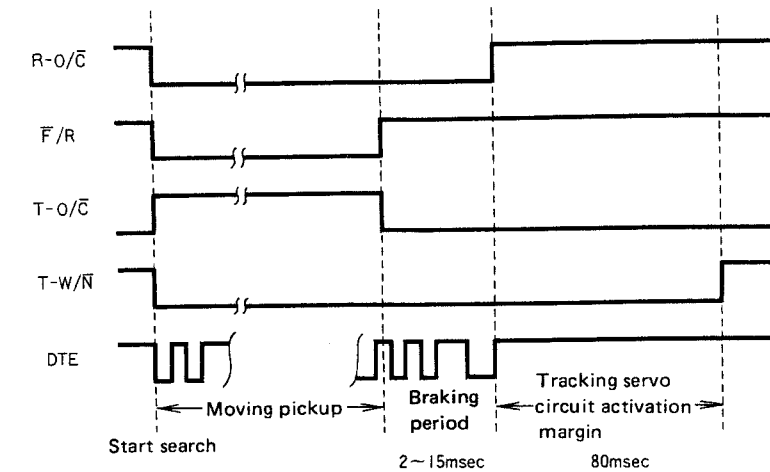 R-O/C̅
F̅/R
T-O/C̅
T-W/N̅
DTE
Moving pickup
Start search
Braking
period
2~15msec
Tracking servo
circuit activation
margin
80msec